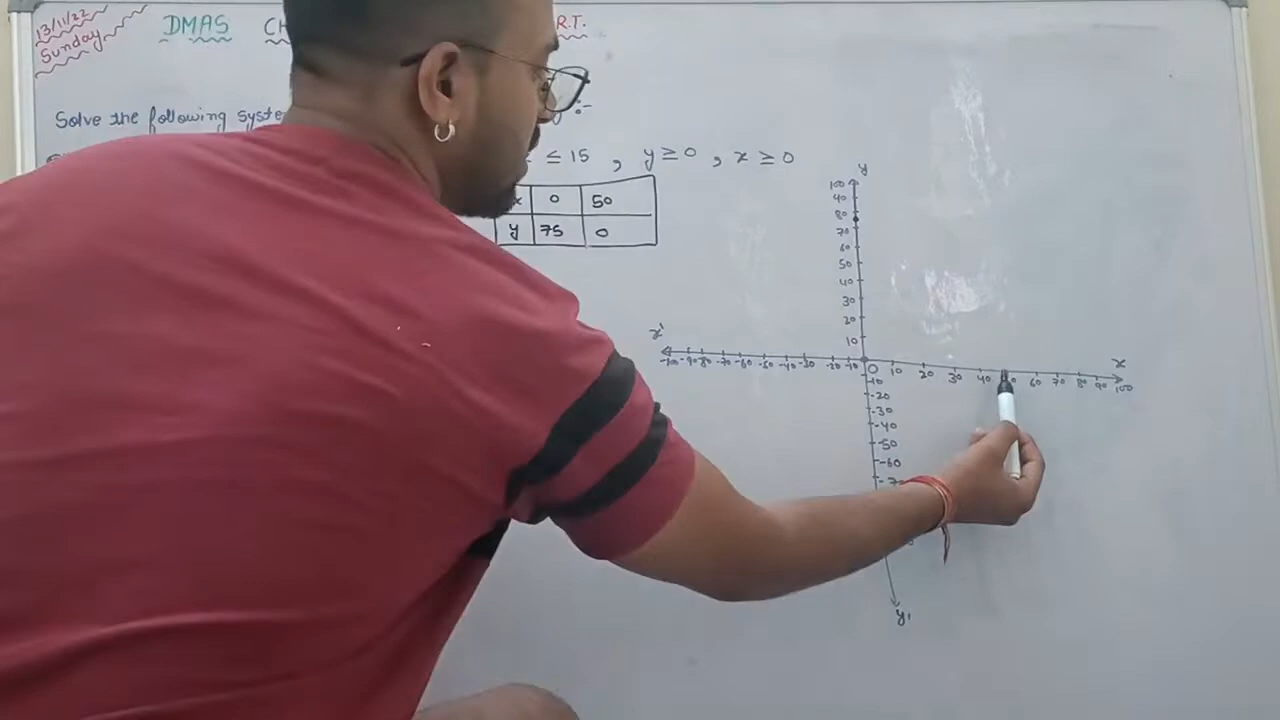 13/11/22
Sunday
DMAS CH R.T.
Solve the following syste :-
≤ 15 , y ≥ 0 , x ≥ 0
x 0 50
y 75 0
y
100
40
80
70
60
50
40
30
20
10
x'
-100 -90 -80 -70 -60 -50 -40 -30 -20 -10 0 10 20 30 40 60 70 80 90 100
x
-10
-20
-30
-40
-50
-60
-70
y'